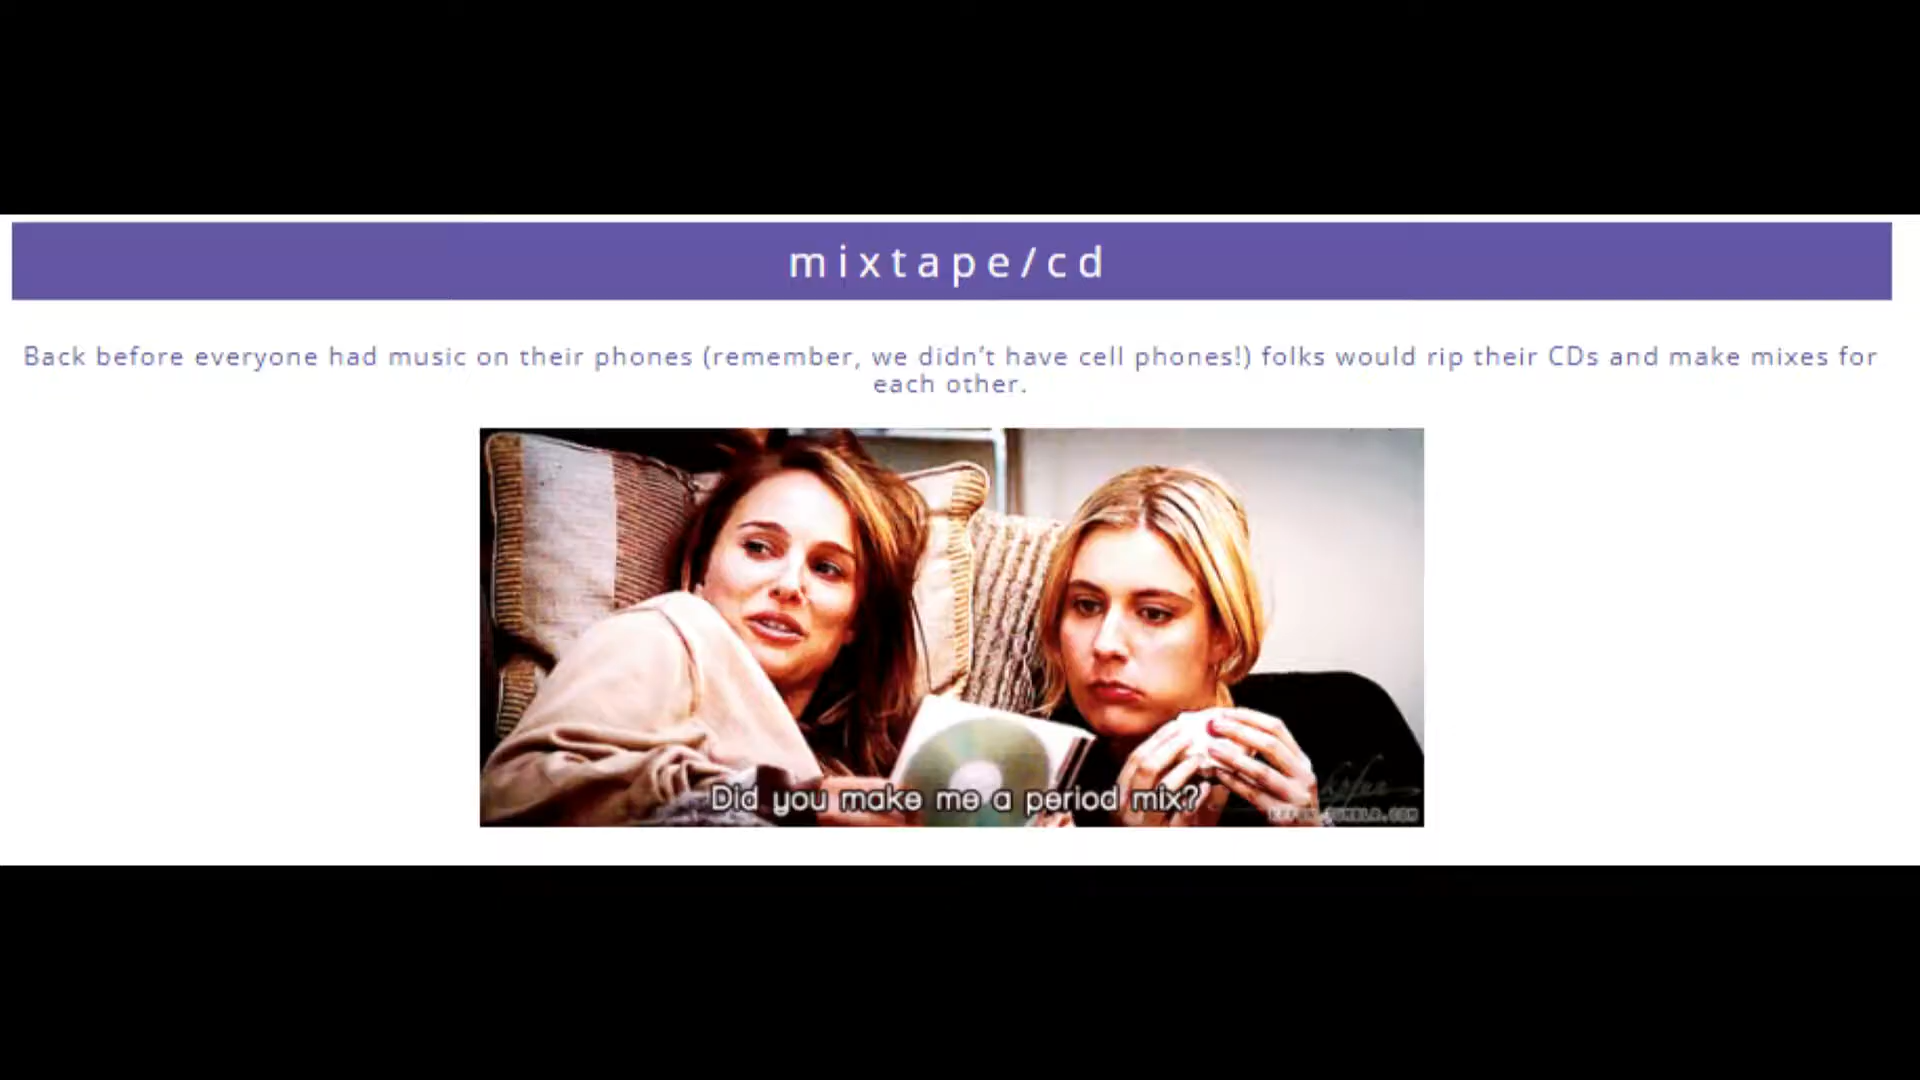 mixtape/cd
Back before everyone had music on their phones (remember, we didn't have cell phones!) folks would rip their CDs and make mixes for
each other.
Did you make me a period mix?